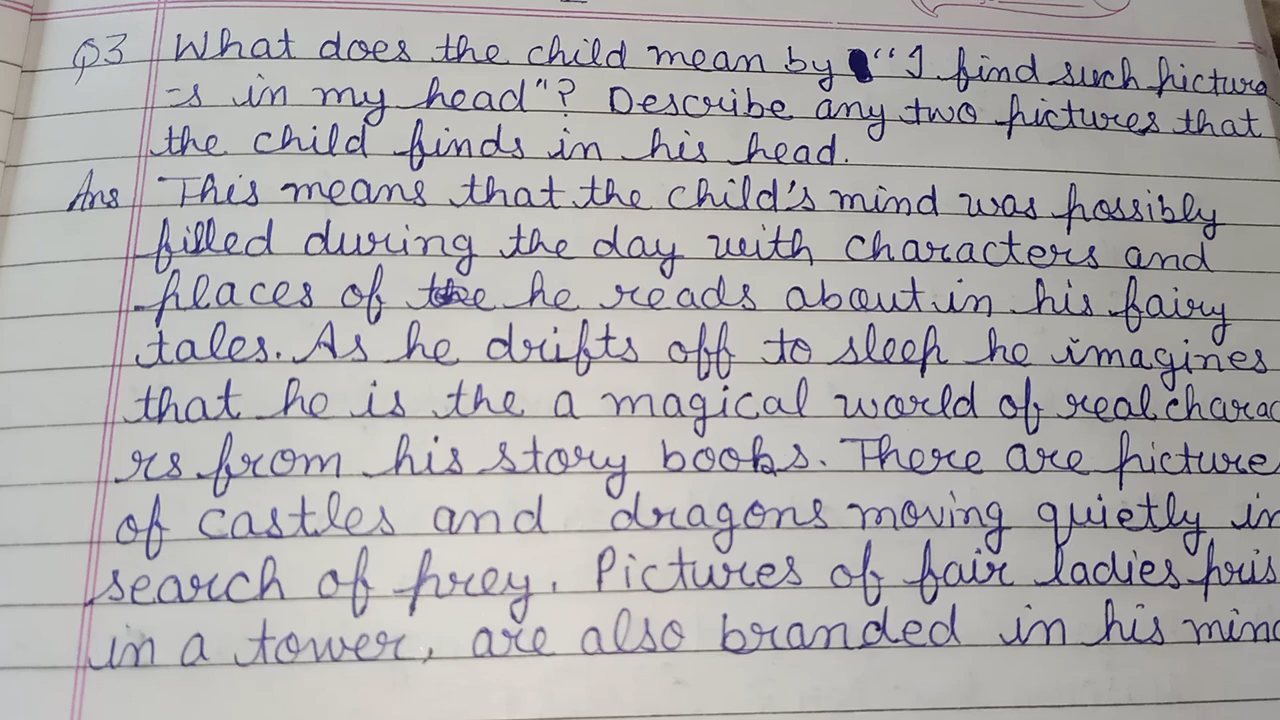 Q3 What does the child mean by "I find such picture
-s in my head"? Describe any two pictures that
the child finds in his head.
Ans This means that the child's mind was possibly
filled during the day with characters and
places of he reads about in his fairy
tales. As he drifts off to sleep he imagines
that he is the a magical world of real charac
rs from his story books. There are picture
of castles and dragons moving quietly in
search of prey. Pictures of fair ladies pris
in a tower, are also branded in his mind